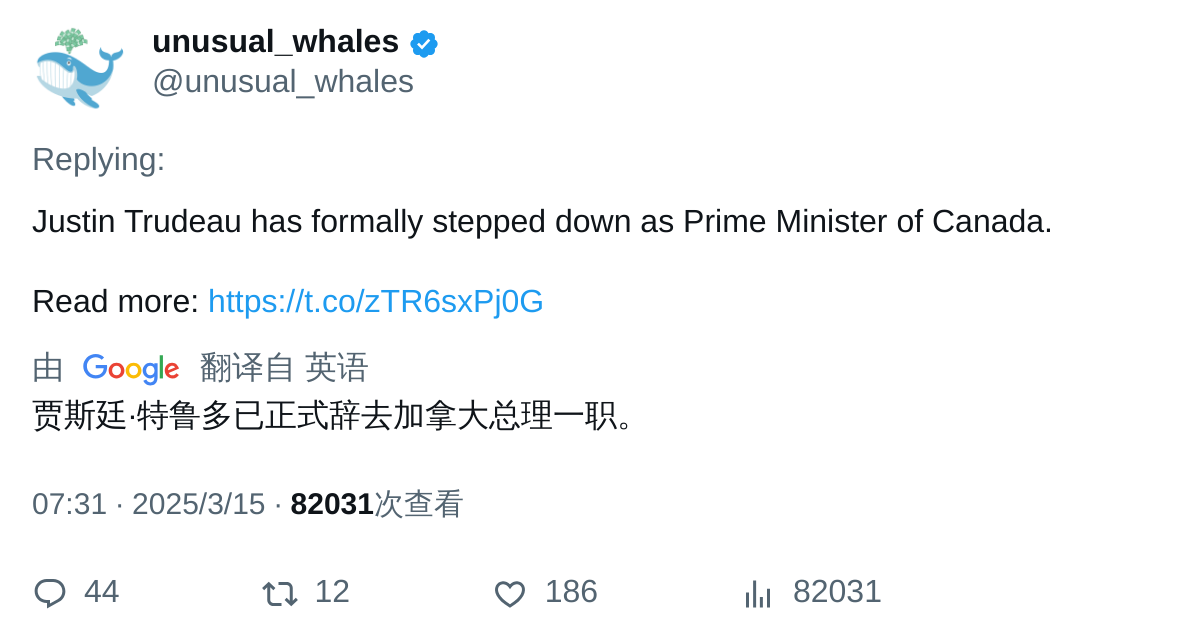 unusual_whales
@unusual_whales
Replying:
Justin Trudeau has formally stepped down as Prime Minister of Canada.
Read more: https://t.co/zTR6sxPj0G
由 Google 翻译自 英语
贾斯廷·特鲁多已正式辞去加拿大总理一职。
07:31 · 2025/3/15 · 82031次查看
44 12 186 82031